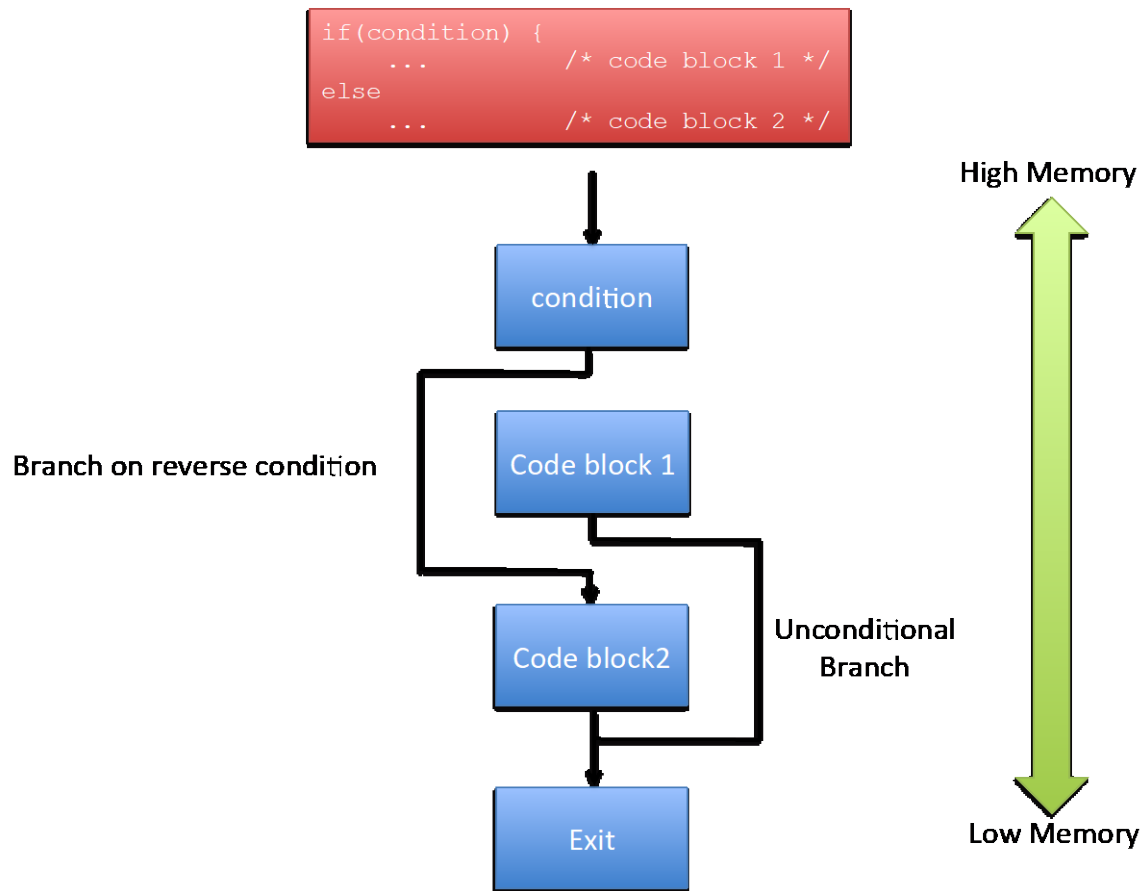 if(condition) {
... /* code block 1 */
else
... /* code block 2 */
High Memory
condition
Code block 1
Branch on reverse condition
Code block2
Unconditional
Branch
Exit
Low Memory